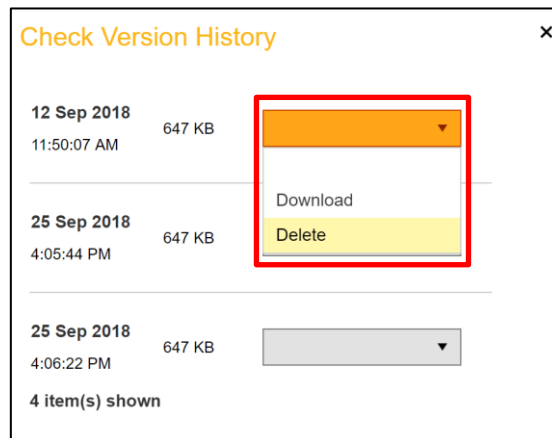 Check Version History
×
12 Sep 2018
11:50:07 AM
647 KB
Download
Delete
25 Sep 2018
4:05:44 PM
647 KB
25 Sep 2018
4:06:22 PM
647 KB
4 item(s) shown